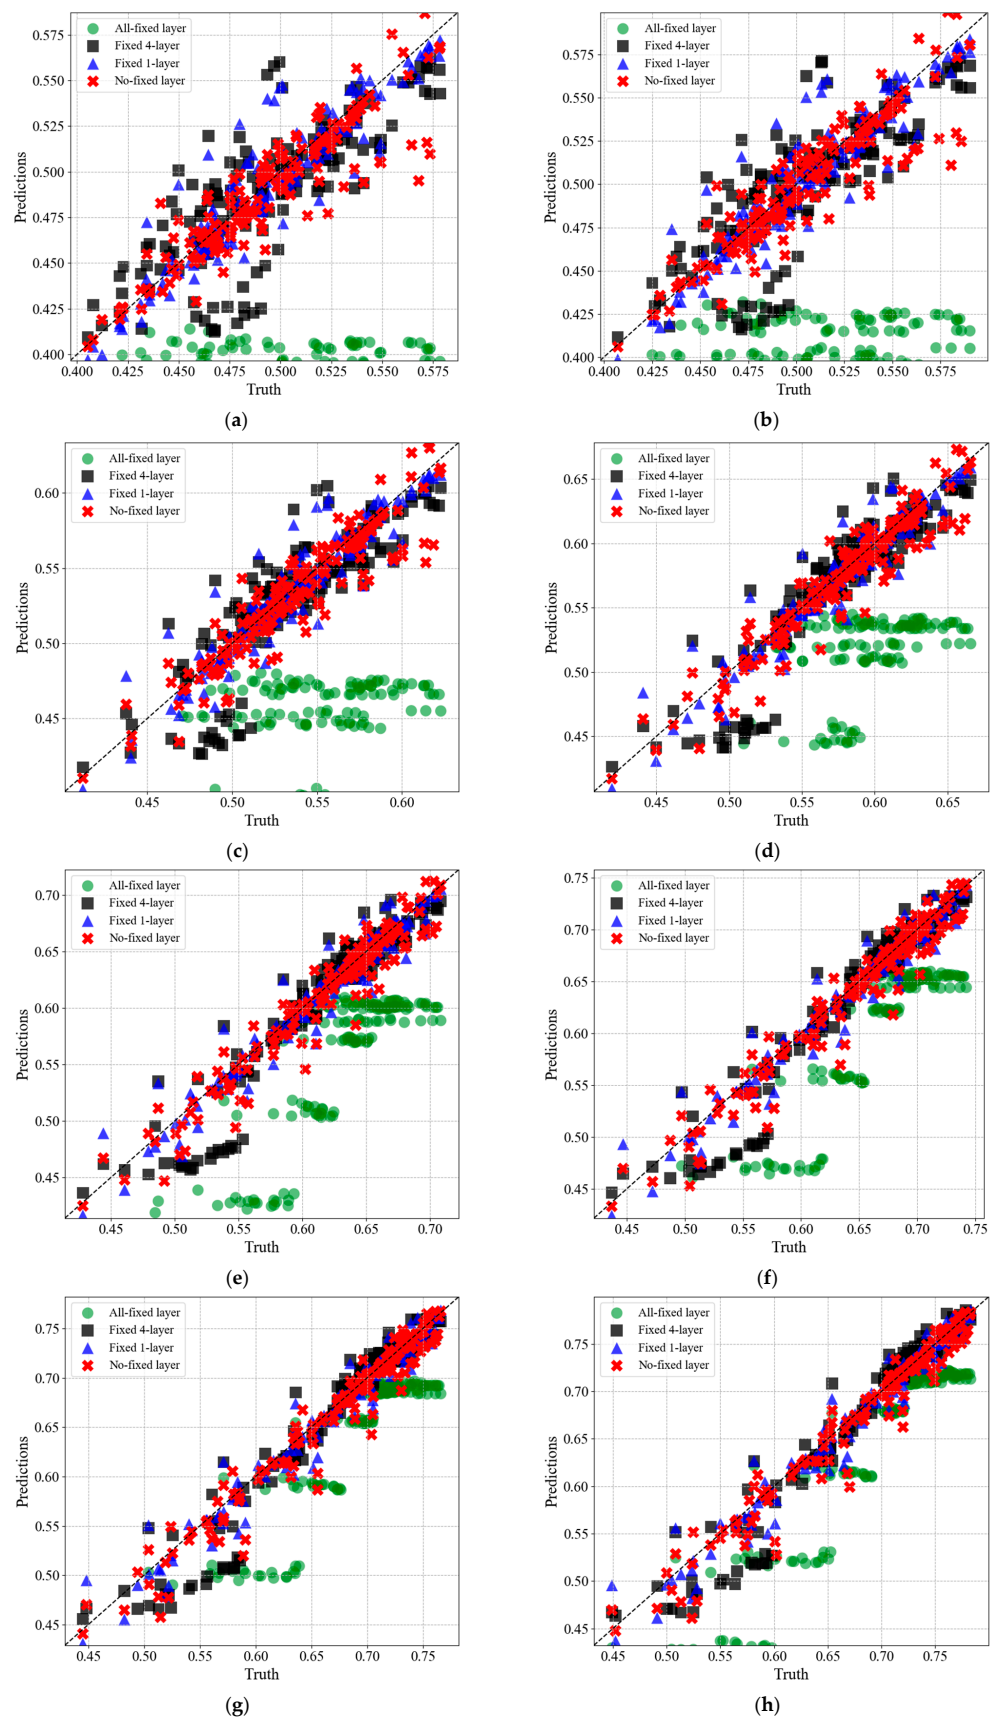 All-fixed layer
Fixed 4-layer
Fixed 1-layer
No-fixed layer
Predictions
0.575
0.550
0.525
0.500
0.475
0.450
0.425
0.400
0.400 0.425 0.450 0.475 0.500 0.525 0.550 0.575
Truth
(a)
All-fixed layer
Fixed 4-layer
Fixed 1-layer
No-fixed layer
Predictions
0.575
0.550
0.525
0.500
0.475
0.450
0.425
0.400
0.400 0.425 0.450 0.475 0.500 0.525 0.550 0.575
Truth
(b)
All-fixed layer
Fixed 4-layer
Fixed 1-layer
No-fixed layer
Predictions
0.60
0.55
0.50
0.45
0.45 0.50 0.55 0.60
Truth
(c)
All-fixed layer
Fixed 4-layer
Fixed 1-layer
No-fixed layer
Predictions
0.65
0.60
0.55
0.50
0.45
0.45 0.50 0.55 0.60 0.65
Truth
(d)
All-fixed layer
Fixed 4-layer
Fixed 1-layer
No-fixed layer
Predictions
0.70
0.65
0.60
0.55
0.50
0.45
0.45 0.50 0.55 0.60 0.65 0.70
Truth
(e)
All-fixed layer
Fixed 4-layer
Fixed 1-layer
No-fixed layer
Predictions
0.75
0.70
0.65
0.60
0.55
0.50
0.45
0.45 0.50 0.55 0.60 0.65 0.70 0.75
Truth
(f)
All-fixed layer
Fixed 4-layer
Fixed 1-layer
No-fixed layer
Predictions
0.75
0.70
0.65
0.60
0.55
0.50
0.45
0.45 0.50 0.55 0.60 0.65 0.70 0.75
Truth
(g)
All-fixed layer
Fixed 4-layer
Fixed 1-layer
No-fixed layer
Predictions
0.75
0.70
0.65
0.60
0.55
0.50
0.45
0.45 0.50 0.55 0.60 0.65 0.70 0.75
Truth
(h)